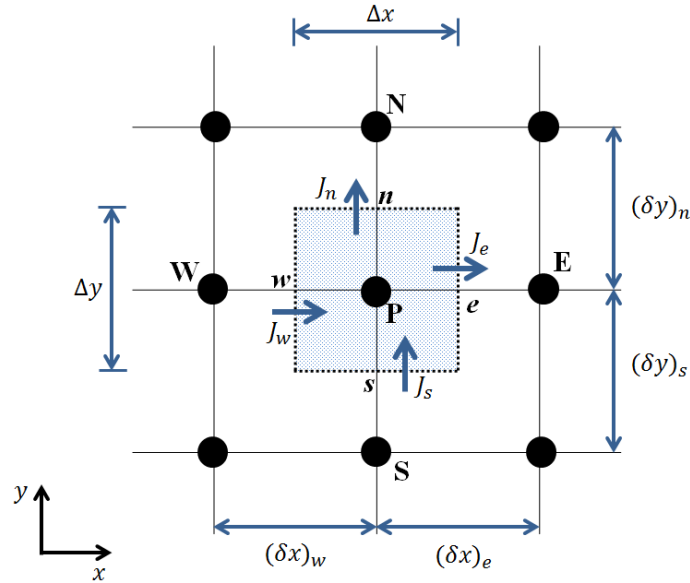 Δx
N
J_n
n
(δy)_n
J_e
W
w
E
Δy
P
e
J_w
s
J_s
(δy)_s
S
y
x
(δx)_w
(δx)_e